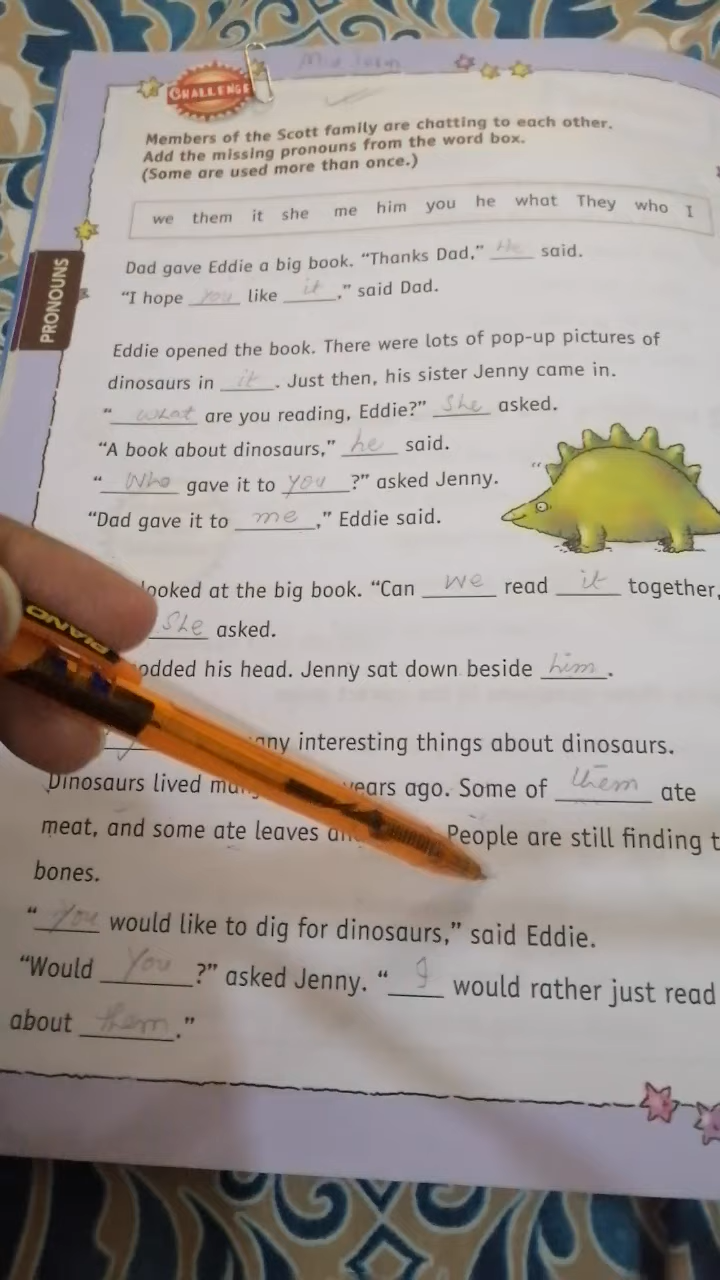 CHALLENGE
Members of the Scott family are chatting to each other.
Add the missing pronouns from the word box.
(Some are used more than once.)
we them it she me him you he what They who I
PRONOUNS
Dad gave Eddie a big book. “Thanks Dad,” He said.
“I hope you like it,” said Dad.
Eddie opened the book. There were lots of pop-up pictures of
dinosaurs in it. Just then, his sister Jenny came in.
“what are you reading, Eddie?” She asked.
“A book about dinosaurs,” he said.
“Who gave it to you?” asked Jenny.
“Dad gave it to me,” Eddie said.
looked at the big book. “Can we read it together,
She asked.
odded his head. Jenny sat down beside him.
any interesting things about dinosaurs.
Dinosaurs lived years ago. Some of them ate
meat, and some ate leaves People are still finding t
bones.
“You would like to dig for dinosaurs,” said Eddie.
“Would You?” asked Jenny. “I would rather just read
about them.”
PIANO